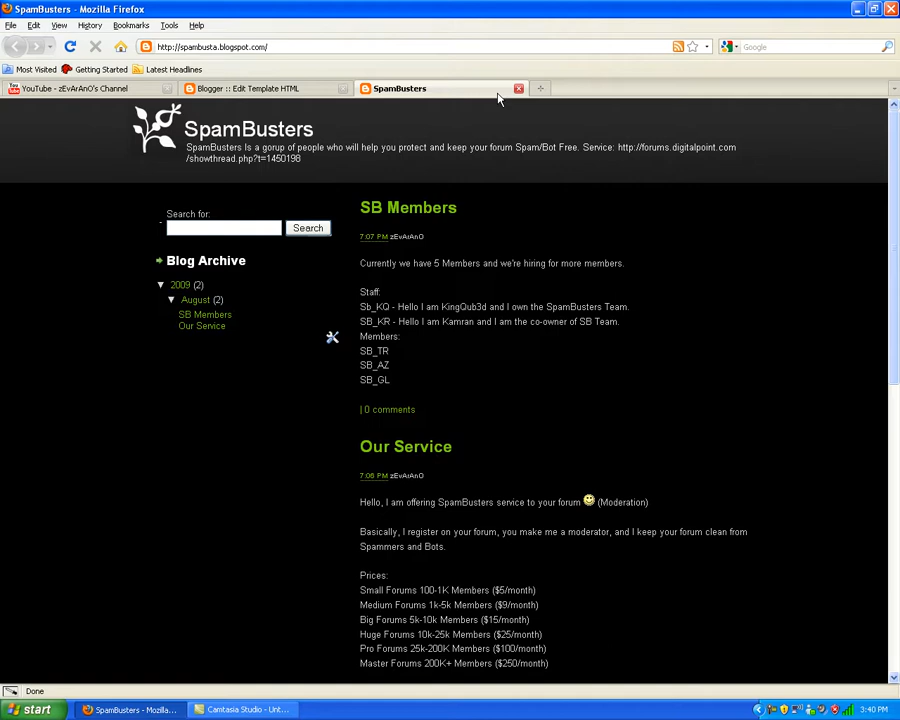 SpamBusters - Mozilla Firefox
File Edit View History Bookmarks Tools Help
http://spambusta.blogspot.com/
Google
Most Visited Getting Started Latest Headlines
YouTube - zEvArAnO's Channel Blogger :: Edit Template HTML SpamBusters
SpamBusters
SpamBusters Is a gorup of people who will help you protect and keep your forum Spam/Bot Free. Service: http://forums.digitalpoint.com
/showthread.php?t=1450198
Search for:
Search
Blog Archive
▼ 2009 (2)
▼ August (2)
SB Members
Our Service
SB Members
7:07 PM zEvArAnO
Currently we have 5 Members and we're hiring for more members.
Staff:
Sb_KQ - Hello I am KingQub3d and I own the SpamBusters Team.
SB_KR - Hello I am Kamran and I am the co-owner of SB Team.
Members:
SB_TR
SB_AZ
SB_GL
| 0 comments
Our Service
7:06 PM zEvArAnO
Hello, I am offering SpamBusters service to your forum (Moderation)
Basically, I register on your forum, you make me a moderator, and I keep your forum clean from
Spammers and Bots.
Prices:
Small Forums 100-1K Members ($5/month)
Medium Forums 1k-5k Members ($9/month)
Big Forums 5k-10k Members ($15/month)
Huge Forums 10k-25k Members ($25/month)
Pro Forums 25k-200K Members ($100/month)
Master Forums 200K+ Members ($250/month)
Done
start SpamBusters - Mozilla... Camtasia Studio - Unt... 3:40 PM